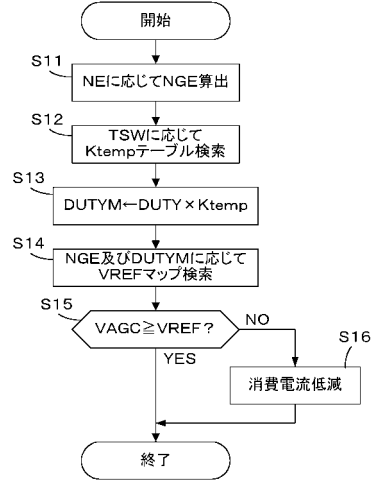 開始
S11
NEに応じてNGE算出
S12
TSWに応じて
Ktempテーブル検索
S13
DUTYM←DUTY×Ktemp
S14
NGE及びDUTYMに応じて
VREFマップ検索
S15
VAGC≧VREF?
NO
YES
S16
消費電流低減
終了